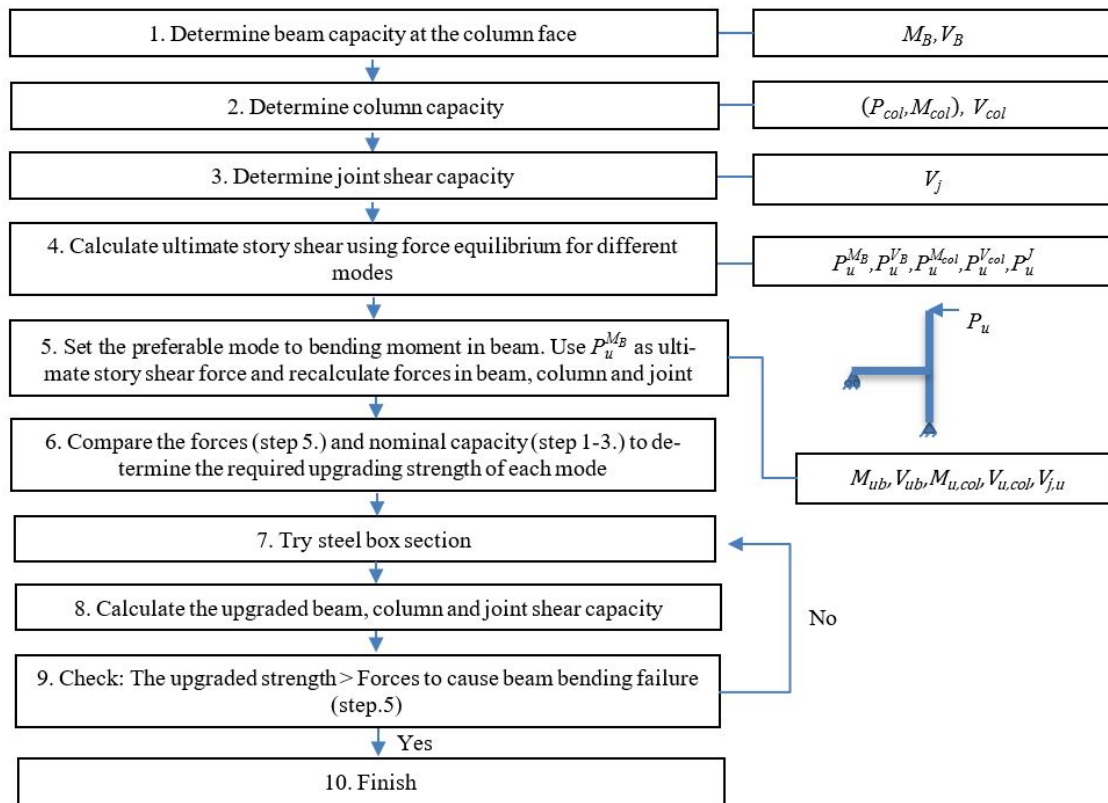 1. Determine beam capacity at the column face
M_B, V_B
2. Determine column capacity
(P_col, M_col), V_col
3. Determine joint shear capacity
V_j
4. Calculate ultimate story shear using force equilibrium for different
modes
P_u^{M_B}, P_u^{V_B}, P_u^{M_col}, P_u^{V_col}, P_u^J
P_u
5. Set the preferable mode to bending moment in beam. Use P_u^{M_B} as ulti-
mate story shear force and recalculate forces in beam, column and joint
6. Compare the forces (step 5.) and nominal capacity (step 1-3.) to de-
termine the required upgrading strength of each mode
M_ub, V_ub, M_u,col, V_u,col, V_j,u
7. Try steel box section
8. Calculate the upgraded beam, column and joint shear capacity
No
9. Check: The upgraded strength > Forces to cause beam bending failure
(step.5)
Yes
10. Finish